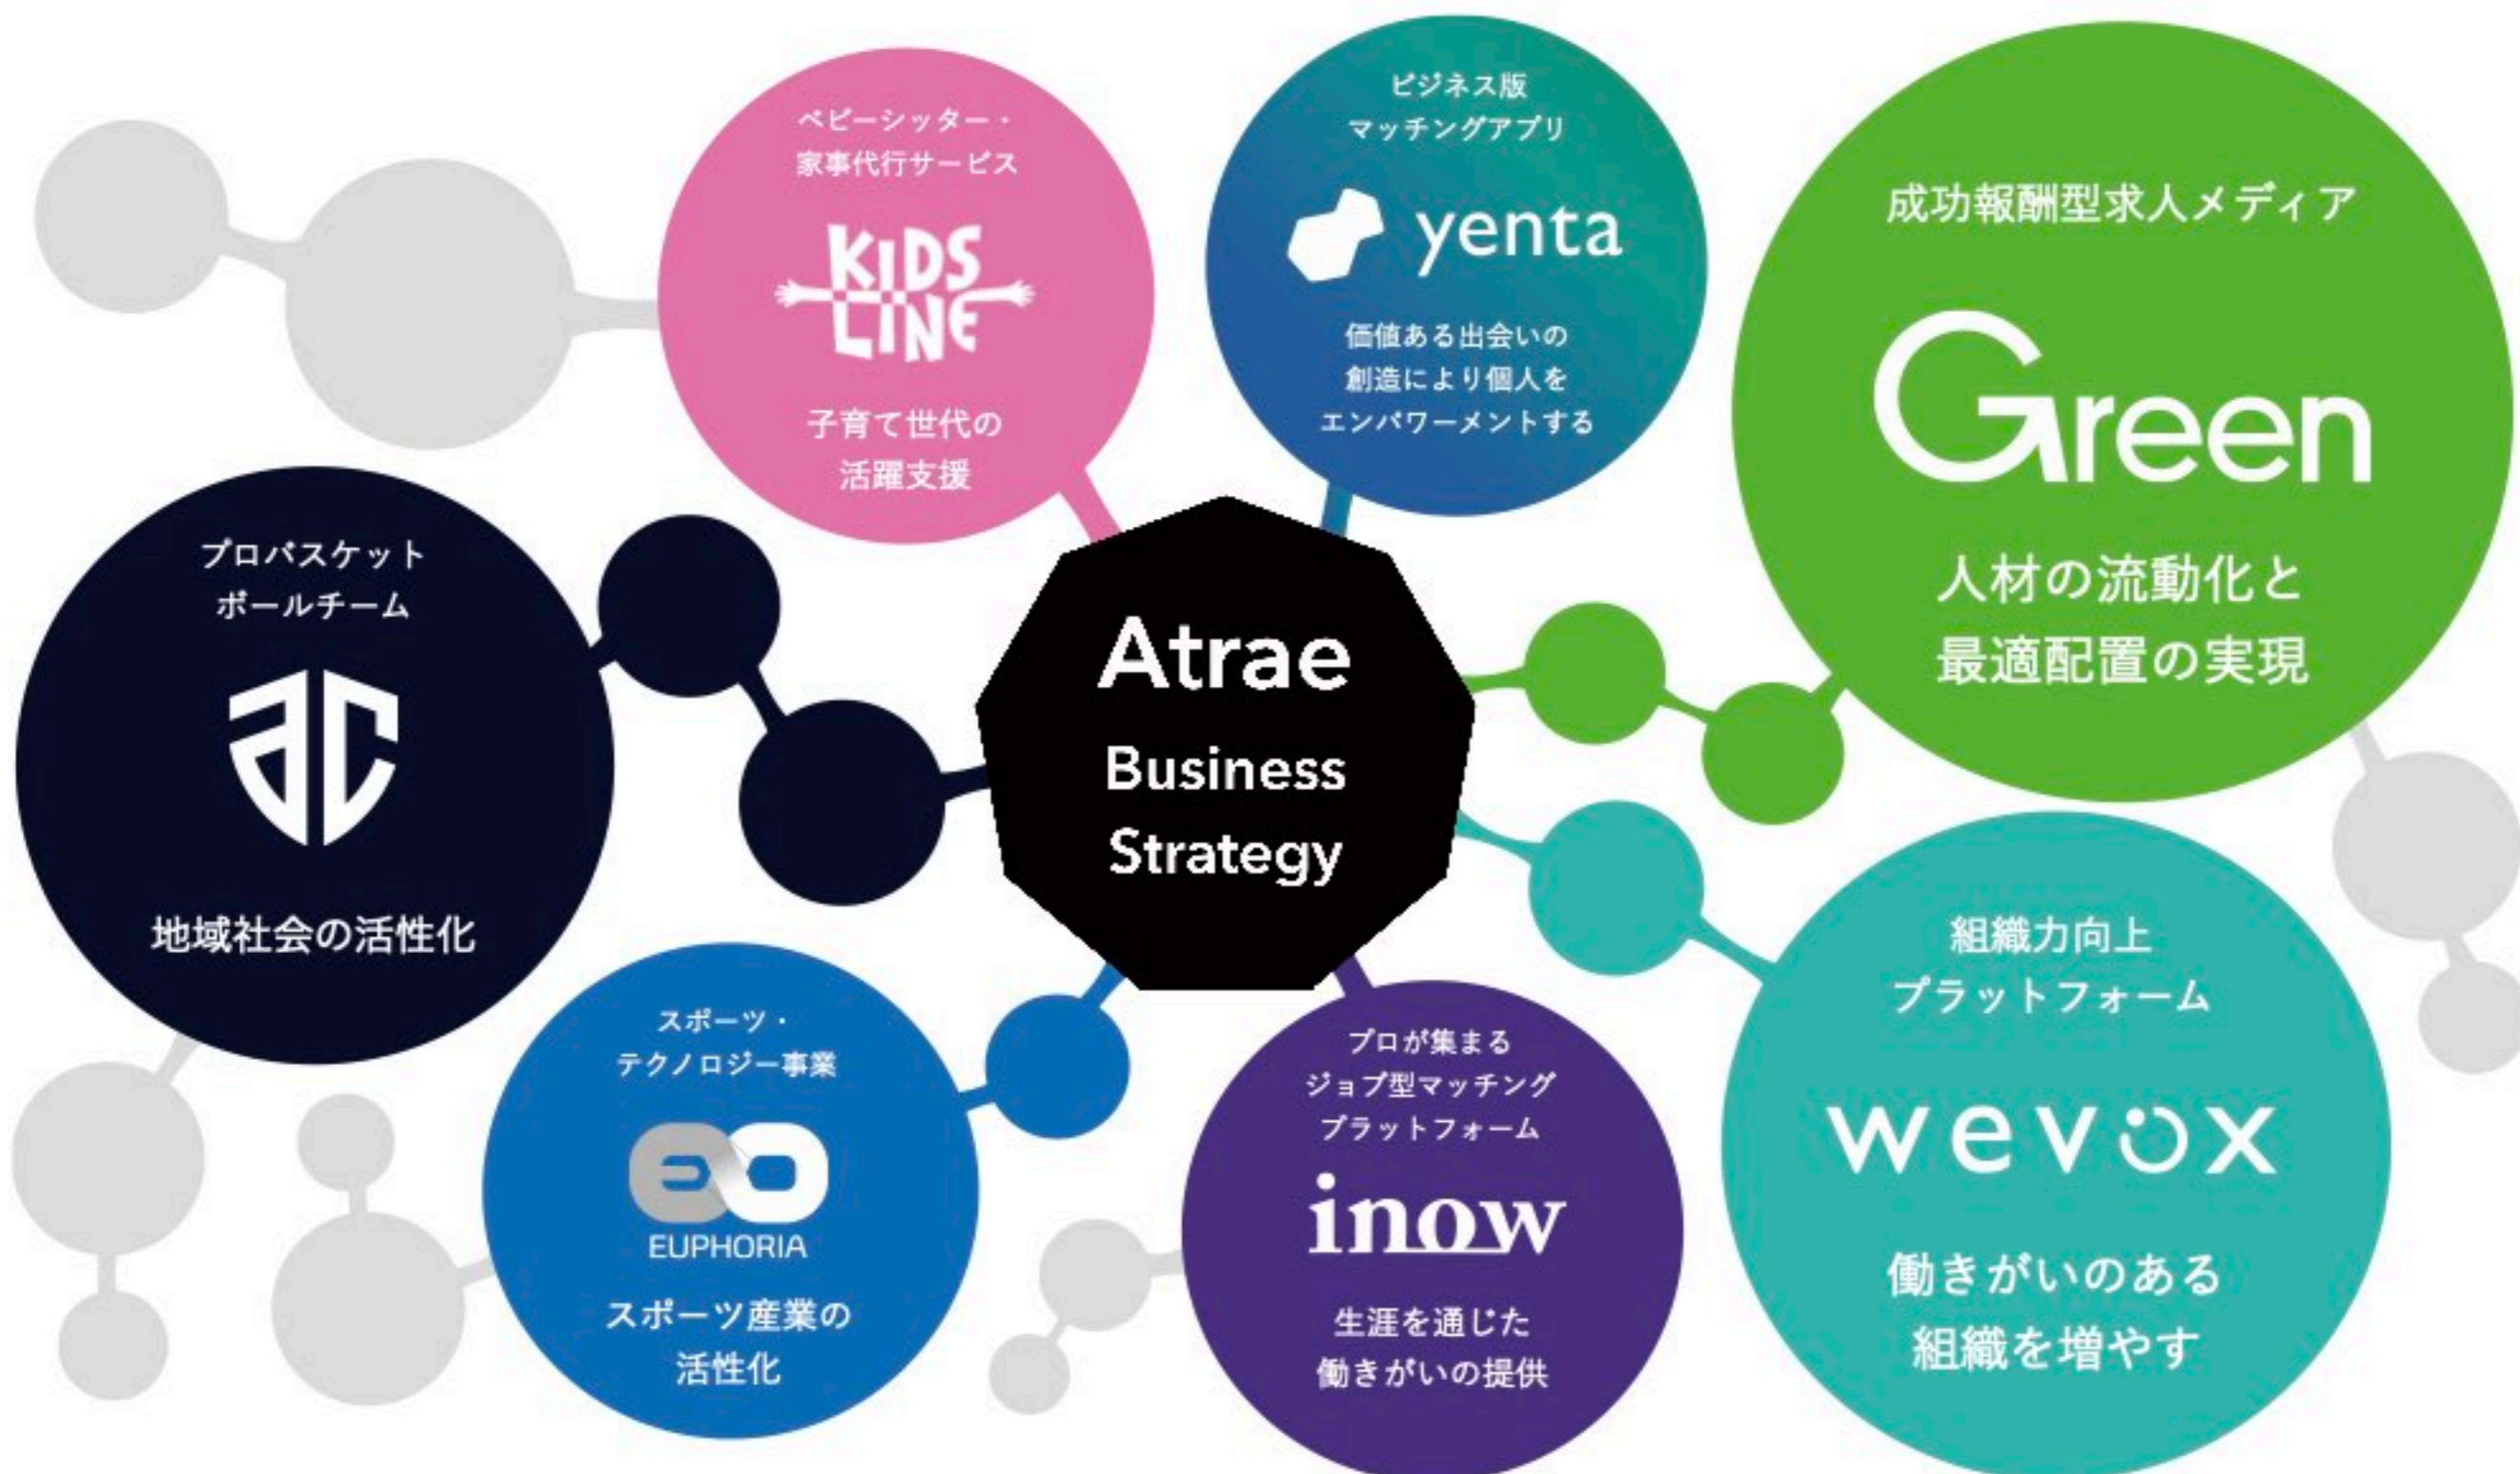 ベビーシッター・
家事代行サービス
KIDS
LINE
子育て世代の
活躍支援
ビジネス版
マッチングアプリ
yenta
価値ある出会いの
創造により個人を
エンパワーメントする
成功報酬型求人メディア
Green
人材の流動化と
最適配置の実現
プロバスケット
ボールチーム
地域社会の活性化
Atrae
Business
Strategy
スポーツ・
テクノロジー事業
EUPHORIA
スポーツ産業の
活性化
プロが集まる
ジョブ型マッチング
プラットフォーム
inow
生涯を通じた
働きがいの提供
組織力向上
プラットフォーム
wevox
働きがいのある
組織を増やす